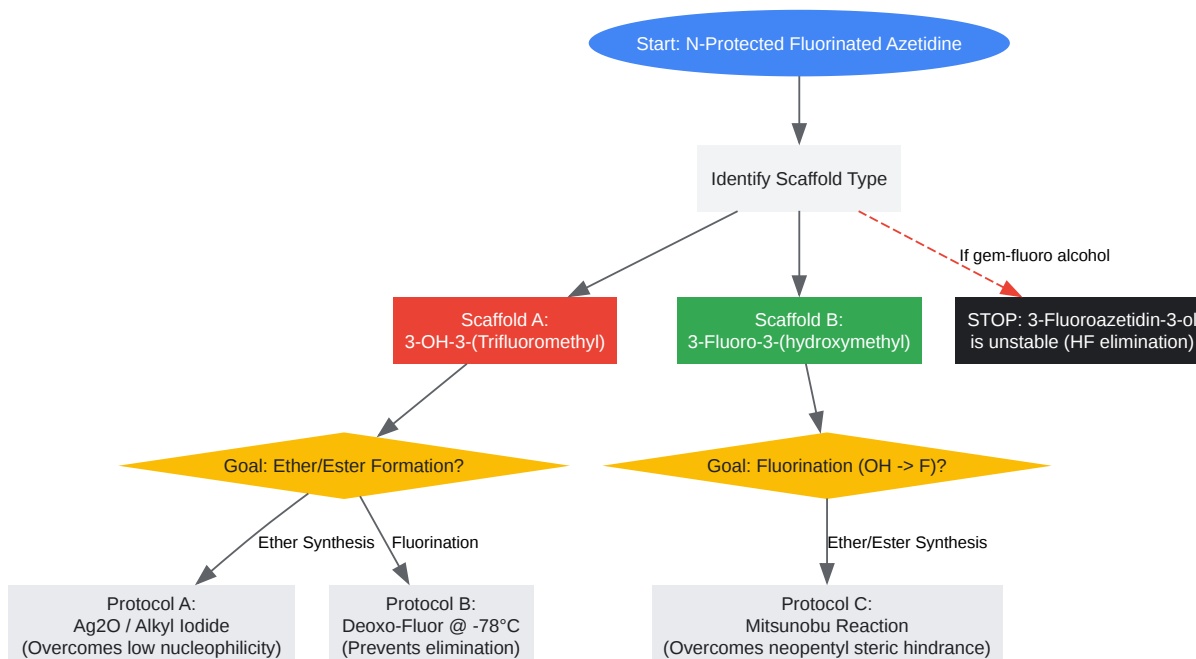 Start: N-Protected Fluorinated Azetidine
Identify Scaffold Type
If gem-fluoro alcohol
Scaffold A:
3-OH-3-(Trifluoromethyl)
Scaffold B:
3-Fluoro-3-(hydroxymethyl)
STOP: 3-Fluoroazetidin-3-ol
is unstable (HF elimination)
Goal: Ether/Ester Formation?
Goal: Fluorination (OH -> F)?
Ether Synthesis
Fluorination
Ether/Ester Synthesis
Protocol A:
Ag2O / Alkyl Iodide
(Overcomes low nucleophilicity)
Protocol B:
Deoxo-Fluor @ -78°C
(Prevents elimination)
Protocol C:
Mitsunobu Reaction
(Overcomes neopentyl steric hindrance)